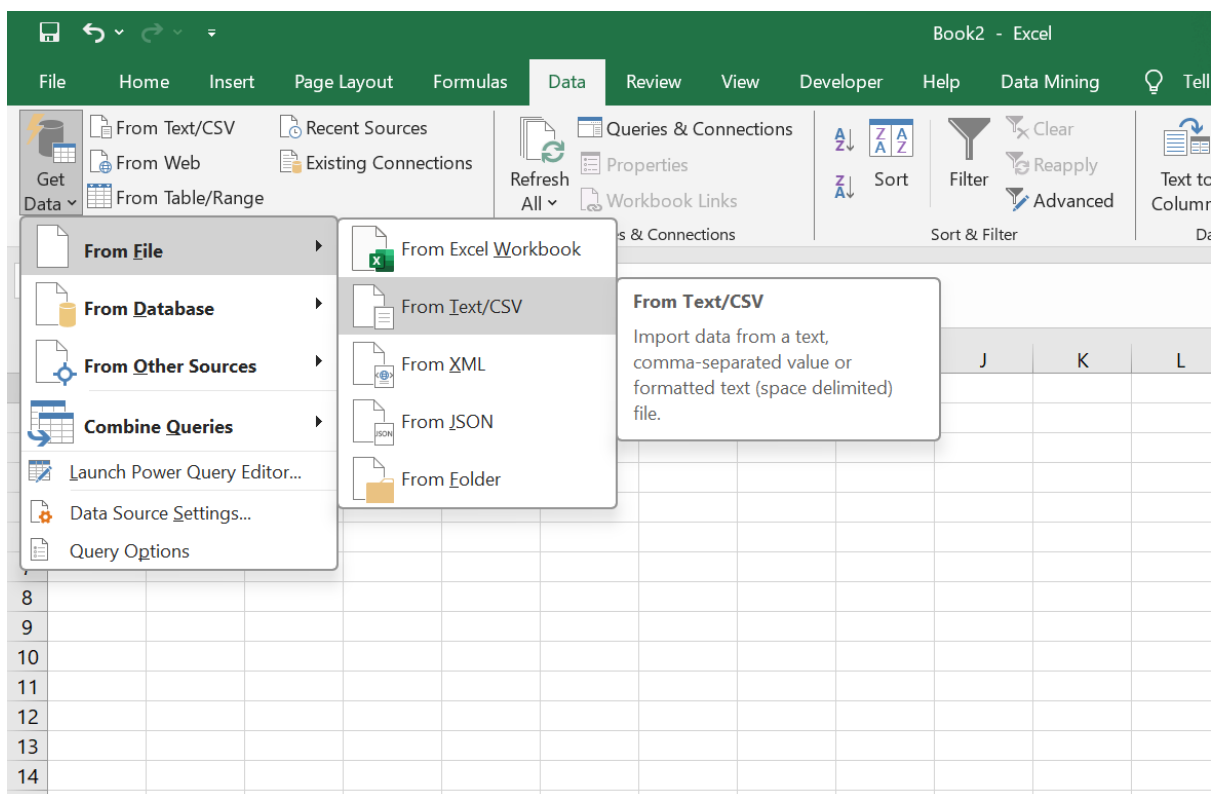 Book2 - Excel
File Home Insert Page Layout Formulas Data Review View Developer Help Data Mining Tell
Get Data
From Text/CSV
From Web
From Table/Range
Recent Sources
Existing Connections
Refresh
All
Queries & Connections
Properties
Workbook Links
s & Connections
Sort
Filter
Clear
Reapply
Advanced
Sort & Filter
Text to
Column
Da
From File
From Database
From Other Sources
Combine Queries
Launch Power Query Editor...
Data Source Settings...
Query Options
From Excel Workbook
From Text/CSV
From XML
From JSON
From Folder
From Text/CSV
Import data from a text,
comma-separated value or
formatted text (space delimited)
file.
J K L
8
9
10
11
12
13
14